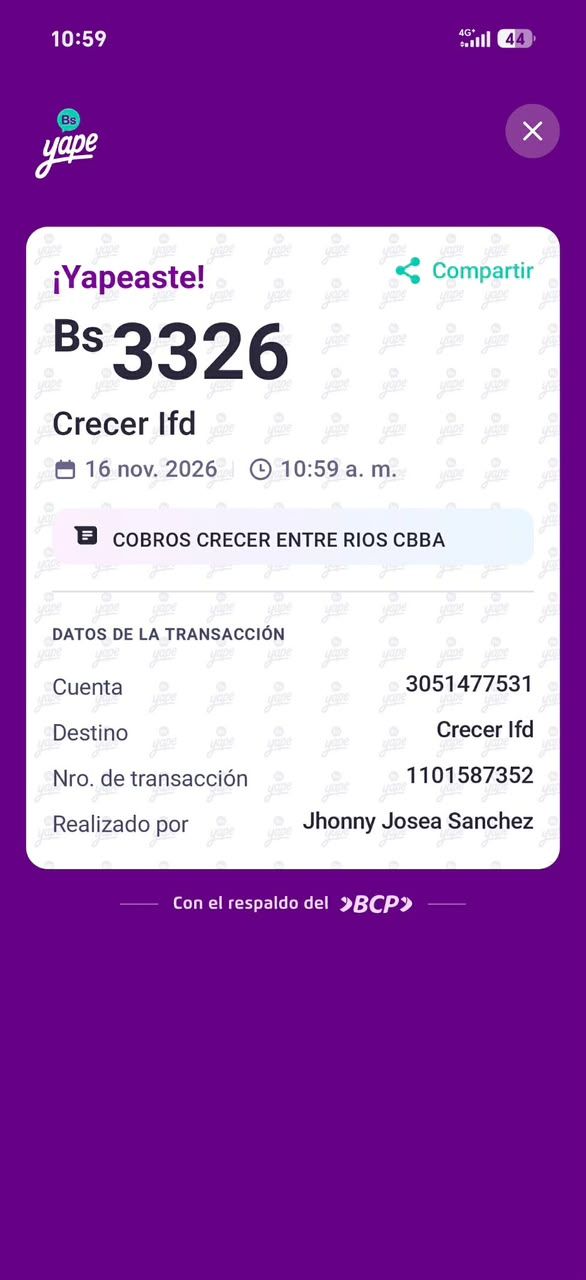 10:59
4G+
44
Bs
yape
¡Yapeaste!
Compartir
Bs 3326
Crecer Ifd
16 nov. 2026 | 10:59 a. m.
COBROS CRECER ENTRE RIOS CBBA
DATOS DE LA TRANSACCIÓN
Cuenta 3051477531
Destino Crecer Ifd
Nro. de transacción 1101587352
Realizado por Jhonny Josea Sanchez
Con el respaldo del BCP